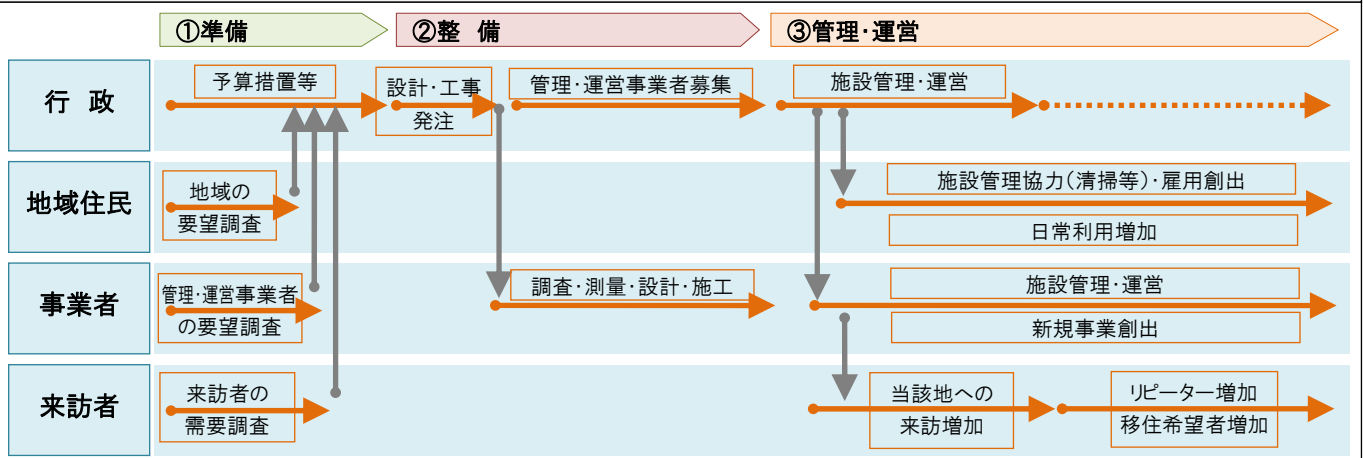 ①準備
②整 備
③管理・運営
行 政
予算措置等
設計・工事
発注
管理・運営事業者募集
施設管理・運営
地域住民
地域の
要望調査
施設管理協力(清掃等)・雇用創出
日常利用増加
事業者
管理・運営事業者
の要望調査
調査・測量・設計・施工
施設管理・運営
新規事業創出
来訪者
来訪者の
需要調査
当該地への
来訪増加
リピーター増加
移住希望者増加